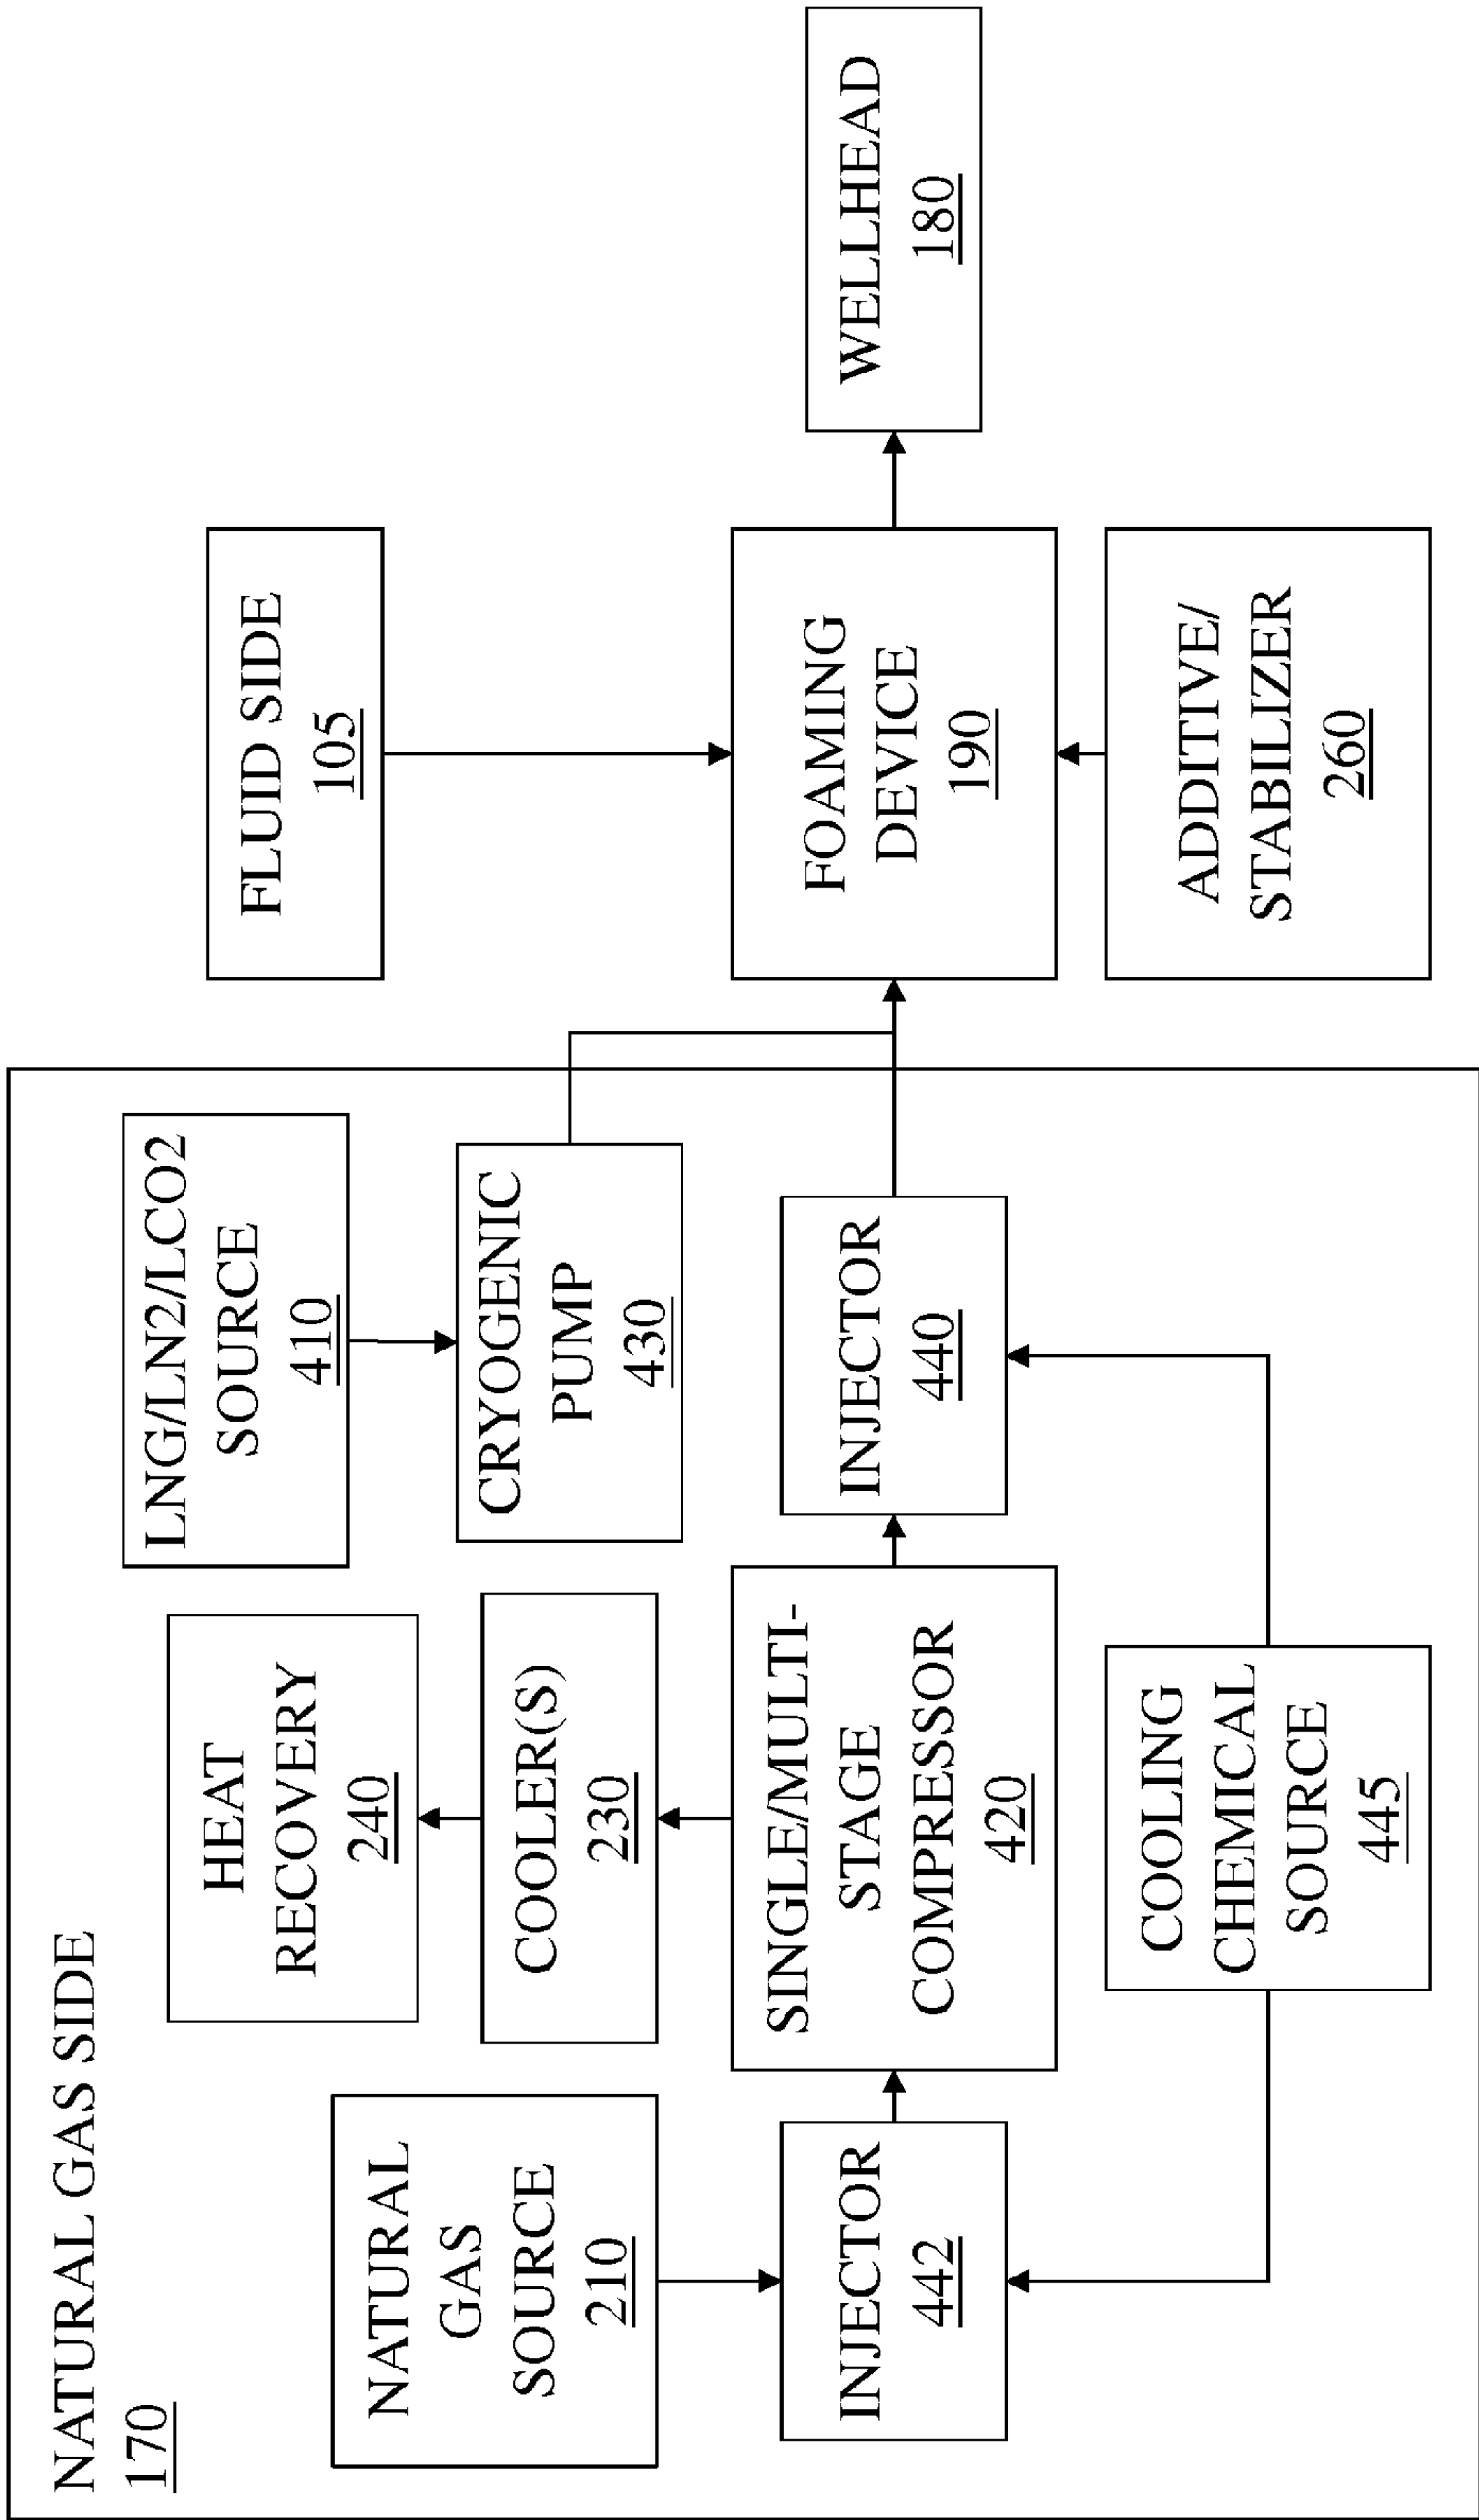 NATURAL GAS SIDE
170
NATURAL
GAS
SOURCE
210
INJECTOR
442
HEAT
RECOVERY
240
COOLER(S)
230
SINGLE/MULTI-
STAGE
COMPRESSOR
420
COOLING
CHEMICAL
SOURCE
445
LNG/LN2/LCO2
SOURCE
410
CRYOGENIC
PUMP
430
INJECTOR
440
FLUID SIDE
105
FOAMING
DEVICE
190
ADDITIVE/
STABILIZER
260
WELLHEAD
180